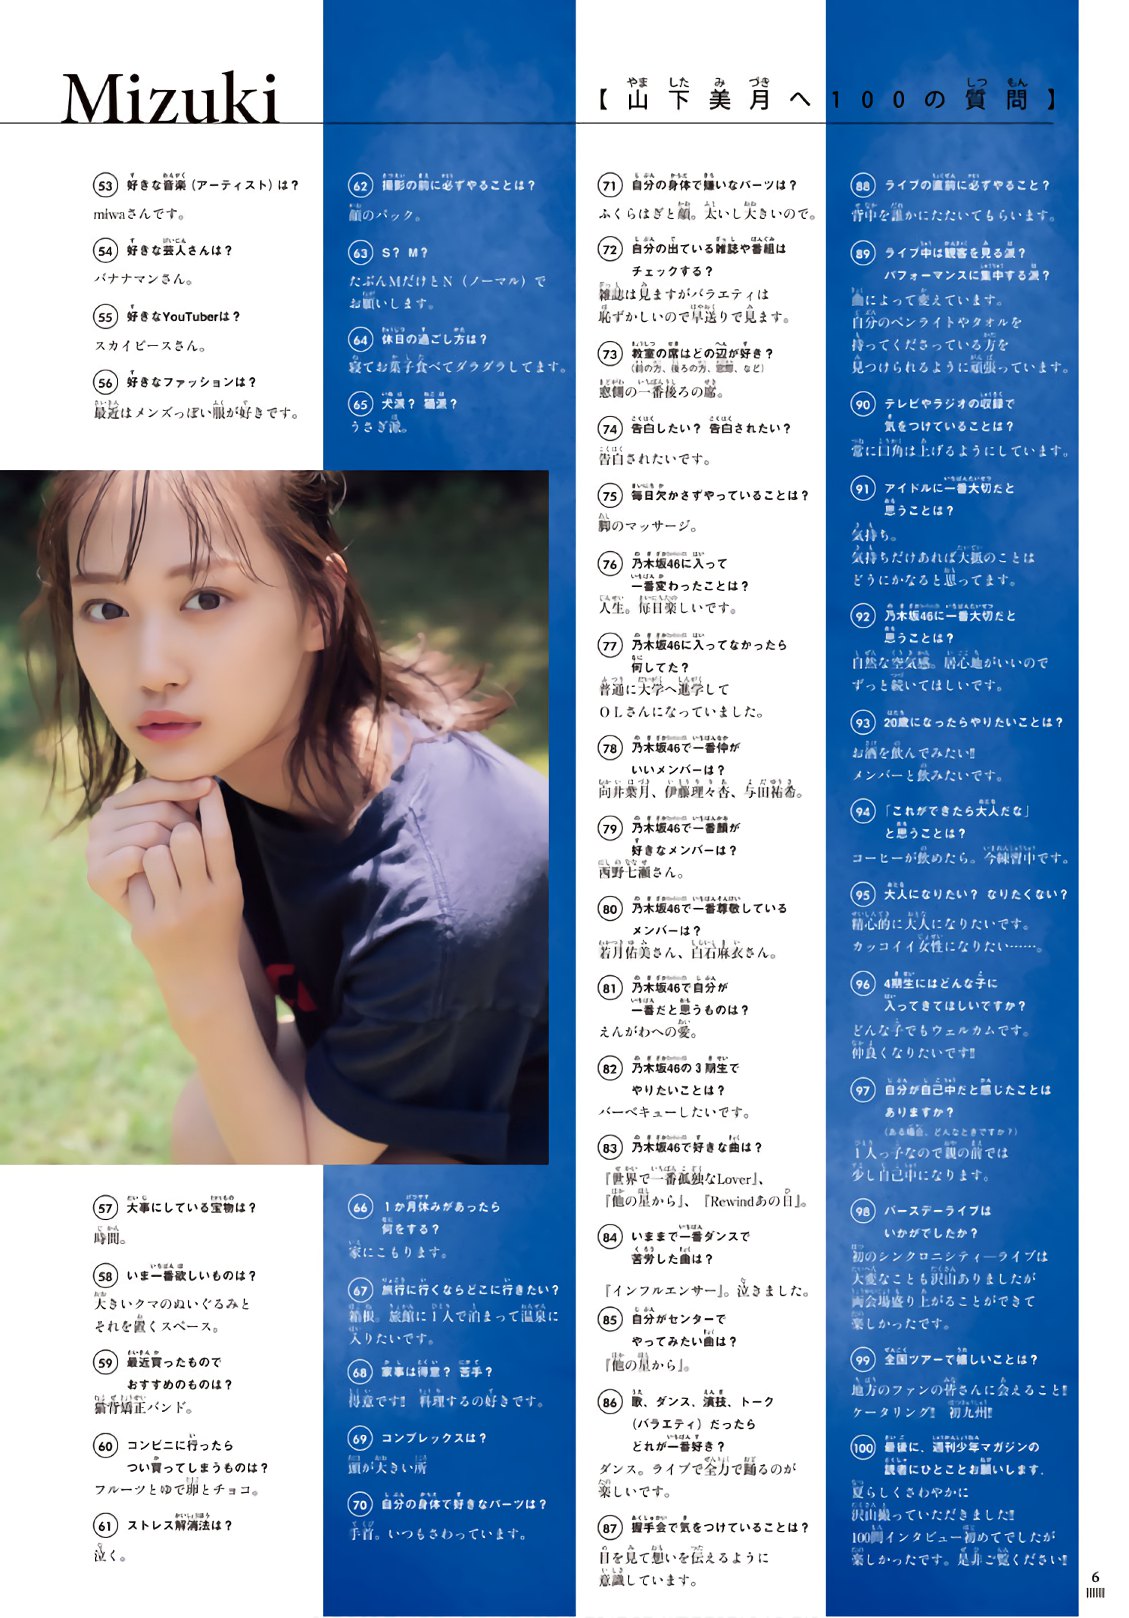 Mizuki
【山下美月へ100の質問】
53 好きな音楽（アーティスト）は？
miwaさんです。
54 好きな芸人さんは？
バナナマンさん。
55 好きなYouTuberは？
スカイピースさん。
56 好きなファッションは？
最近はメンズっぽい服が好きです。
57 大事にしている宝物は？
時間。
58 いま一番欲しいものは？
大きいクマのぬいぐるみと
それを置くスペース。
59 最近買ったもので
おすすめのものは？
猫背矯正バンド。
60 コンビニに行ったら
つい買ってしまうものは？
フルーツとゆで卵とチョコ。
61 ストレス解消法は？
泣く。
62 撮影の前に必ずやることは？
顔のパック。
63 S？ M？
たぶんMだけどN（ノーマル）で
お願いします。
64 休日の過ごし方は？
寝てお菓子食べてダラダラしてます。
65 犬派？ 猫派？
うさぎ派。
66 1か月休みがあったら
何をする？
家にこもります。
67 旅行に行くならどこに行きたい？
箱根。旅館に1人で泊まって温泉に
入りたいです。
68 家事は得意？ 苦手？
得意です!! 料理するの好きです。
69 コンプレックスは？
頭が大きい所
70 自分の身体で好きなパーツは？
手首。いつもさわっています。
71 自分の身体で嫌いなパーツは？
ふくらはぎと顔。太いし大きいので。
72 自分の出ている雑誌や番組は
チェックする？
雑誌は見ますがバラエティは
恥ずかしいので早送りで見ます。
73 教室の席はどの辺が好き？
（前の方、後ろの方、窓際、など）
窓側の一番後ろの席。
74 告白したい？ 告白されたい？
告白されたいです。
75 毎日欠かさずやっていることは？
脚のマッサージ。
76 乃木坂46に入って
一番変わったことは？
人生。毎日楽しいです。
77 乃木坂46に入ってなかったら
何してた？
普通に大学へ進学して
OLさんになっていました。
78 乃木坂46で一番仲が
いいメンバーは？
向井葉月、伊藤理々杏、与田祐希。
79 乃木坂46で一番顔が
好きなメンバーは？
西野七瀬さん。
80 乃木坂46で一番尊敬している
メンバーは？
若月佑美さん、白石麻衣さん。
81 乃木坂46で自分が
一番だと思うものは？
えんがわへの愛。
82 乃木坂46の3期生で
やりたいことは？
バーベキューしたいです。
83 乃木坂46で好きな曲は？
『世界で一番孤独なLover』、
『他の星から』、『Rewindあの日』。
84 いままで一番ダンスで
苦労した曲は？
『インフルエンサー』。泣きました。
85 自分がセンターで
やってみたい曲は？
『他の星から』。
86 歌、ダンス、演技、トーク
（バラエティ）だったら
どれが一番好き？
ダンス。ライブで全力で踊るのが
楽しいです。
87 握手会で気をつけていることは？
目を見て想いを伝えるように
意識しています。
88 ライブの直前に必ずやること？
背中を誰かにたたいてもらいます。
89 ライブ中は観客を見る派？
パフォーマンスに集中する派？
曲によって変えています。
自分のペンライトやタオルを
持ってくださっている方を
見つけられるように頑張っています。
90 テレビやラジオの収録で
気をつけていることは？
常に口角は上げるようにしています。
91 アイドルに一番大切だと
思うことは？
気持ち。
気持ちだけあれば大抵のことは
どうにかなると思ってます。
92 乃木坂46に一番大切だと
思うことは？
自然な空気感。居心地がいいので
ずっと続いてほしいです。
93 20歳になったらやりたいことは？
お酒を飲んでみたい!!
メンバーと飲みたいです。
94 「これができたら大人だな」
と思うことは？
コーヒーが飲めたら。今練習中です。
95 大人になりたい？ なりたくない？
精心的に大人になりたいです。
カッコイイ女性になりたい……。
96 4期生にはどんな子に
入ってきてほしいですか？
どんな子でもウェルカムです。
仲良くなりたいです!!
97 自分が自己中だと感じたことは
ありますか？
（ある場合、どんなときですか？）
1人っ子なので親の前では
少し自己中になります。
98 バースデーライブは
いかがでしたか？
初のシンクロニシティーライブは
大変なことも沢山ありましたが
両会場盛り上がることができて
楽しかったです。
99 全国ツアーで嬉しいことは？
地方のファンの皆さんに会えること!!
ケータリング!! 初九州!!
100 最後に、週刊少年マガジンの
読者にひとことお願いします。
夏らしくさわやかに
沢山撮っていただきました!!
100問インタビュー初めてでしたが
楽しかったです。是非ご覧ください!!
6